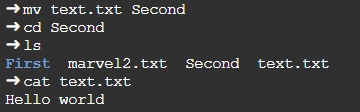 ➜mv text.txt Second
➜cd Second
➜ls
First  marvel2.txt  Second  text.txt
➜cat text.txt
Hello world